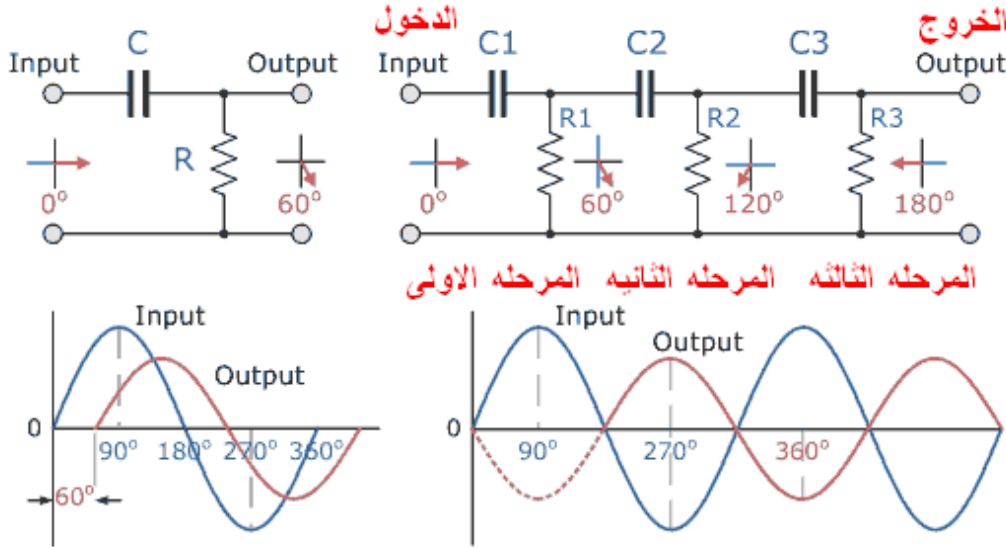 الدخول
الخروج
C
C1
C2
C3
Input
Output
Input
Output
R
R1
R2
R3
0°
60°
0°
60°
120°
180°
المرحله الاولى
المرحله الثانيه
المرحله الثالثه
Input
Output
0
90°
180°
270°
360°
60°
Input
Output
0
90°
270°
360°